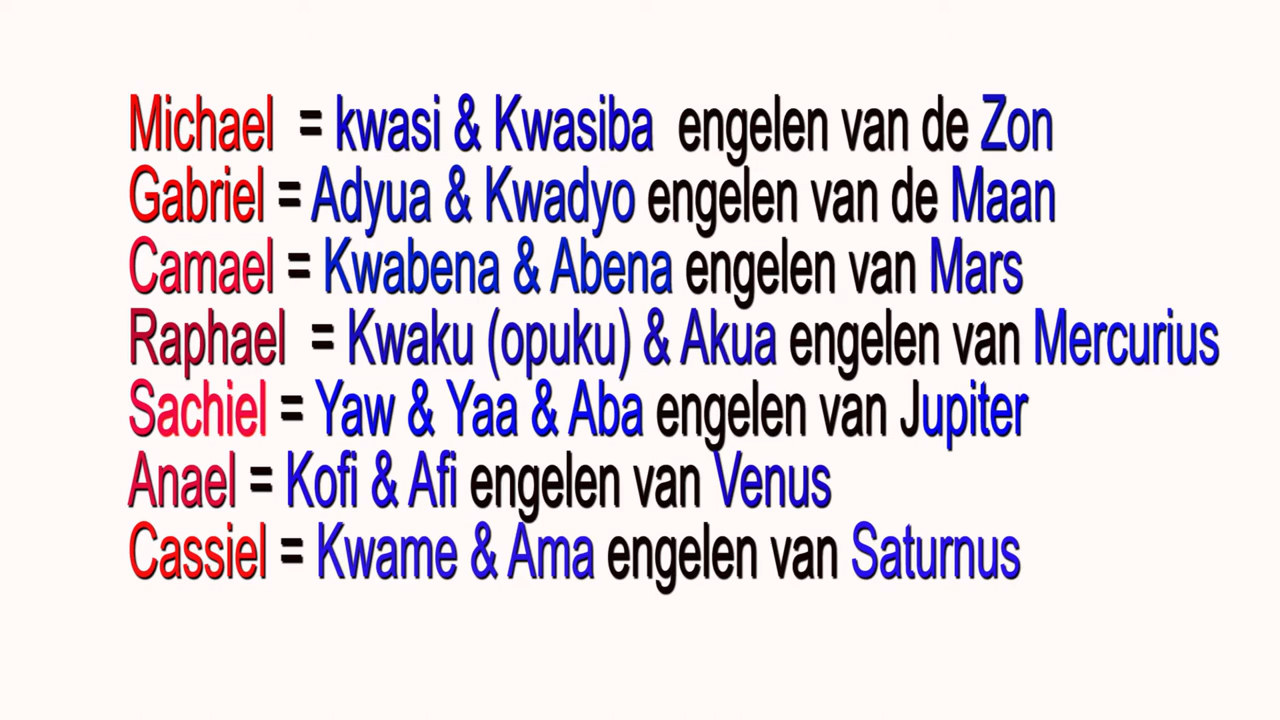 Michael = kwasi & Kwasiba engelen van de Zon
Gabriel = Adyua & Kwadyo engelen van de Maan
Camael = Kwabena & Abena engelen van Mars
Raphael = Kwaku (opuku) & Akua engelen van Mercurius
Sachiel = Yaw & Yaa & Aba engelen van Jupiter
Anael = Kofi & Afi engelen van Venus
Cassiel = Kwame & Ama engelen van Saturnus